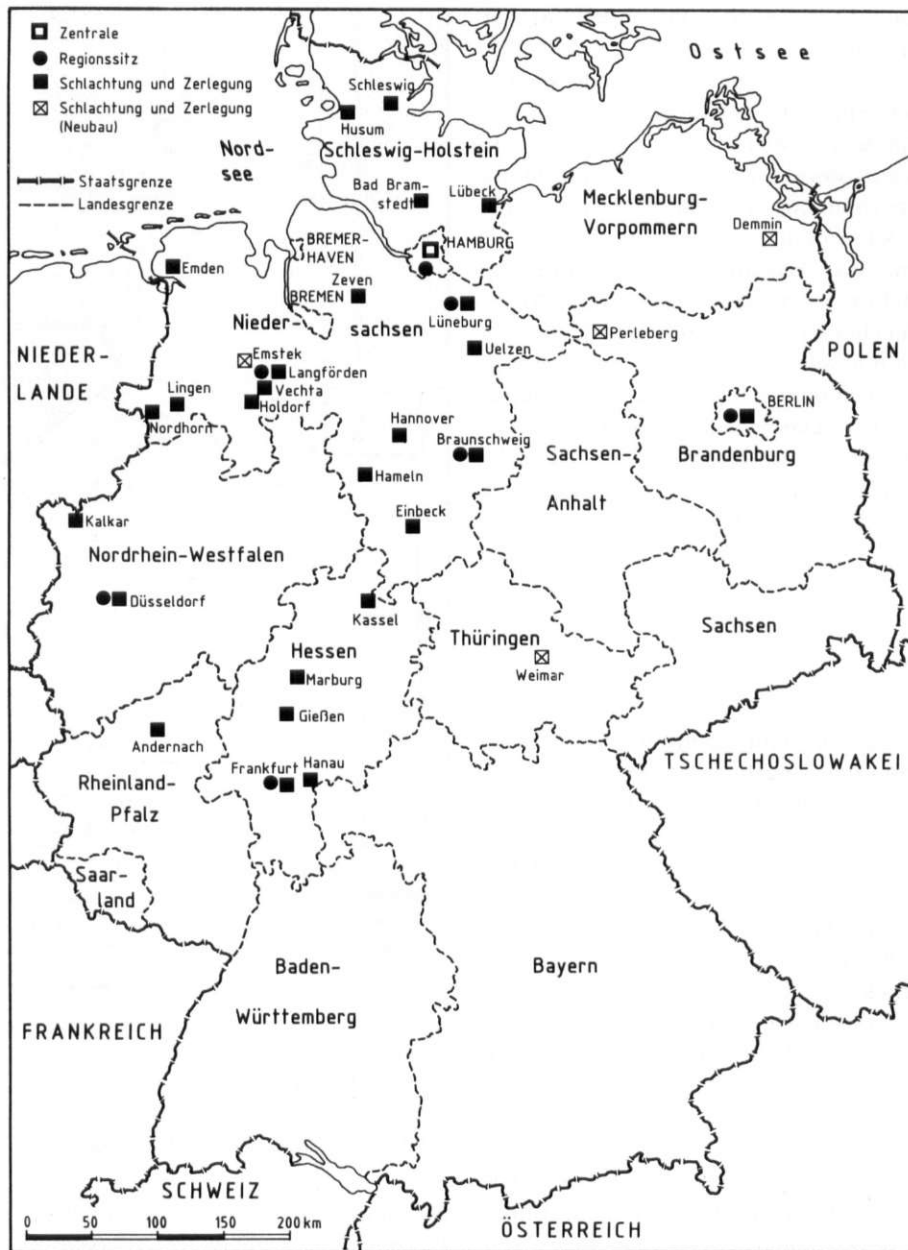 Zentrale
Regionssitz
Schlachtung und Zerlegung
Schlachtung und Zerlegung
(Neubau)
Staatsgrenze
Landesgrenze
Ostsee
Nord-
see
Schleswig
Husum
Schleswig-Holstein
Bad Bram-
stedt
Lübeck
Mecklenburg-
Vorpommern
Demmin
HAMBURG
BREMER-
HAVEN
Emden
Zeven
BREMEN
Lüneburg
Nieder-
sachsen
Perleberg
Uelzen
NIEDER-
LANDE
POLEN
Emstek
Langförden
Vechta
Holdorf
Lingen
Nordhorn
BERLIN
Hannover
Braunschweig
Brandenburg
Hameln
Sachsen-
Anhalt
Einbeck
Kalkar
Nordrhein-Westfalen
Düsseldorf
Kassel
Sachsen
Thüringen
Weimar
Hessen
Marburg
Gießen
Andernach
Frankfurt
Hanau
TSCHECHOSLOWAKEI
Rheinland-
Pfalz
Saar-
land
Baden-
Württemberg
Bayern
FRANKREICH
SCHWEIZ
ÖSTERREICH
0 50 100 150 200 km